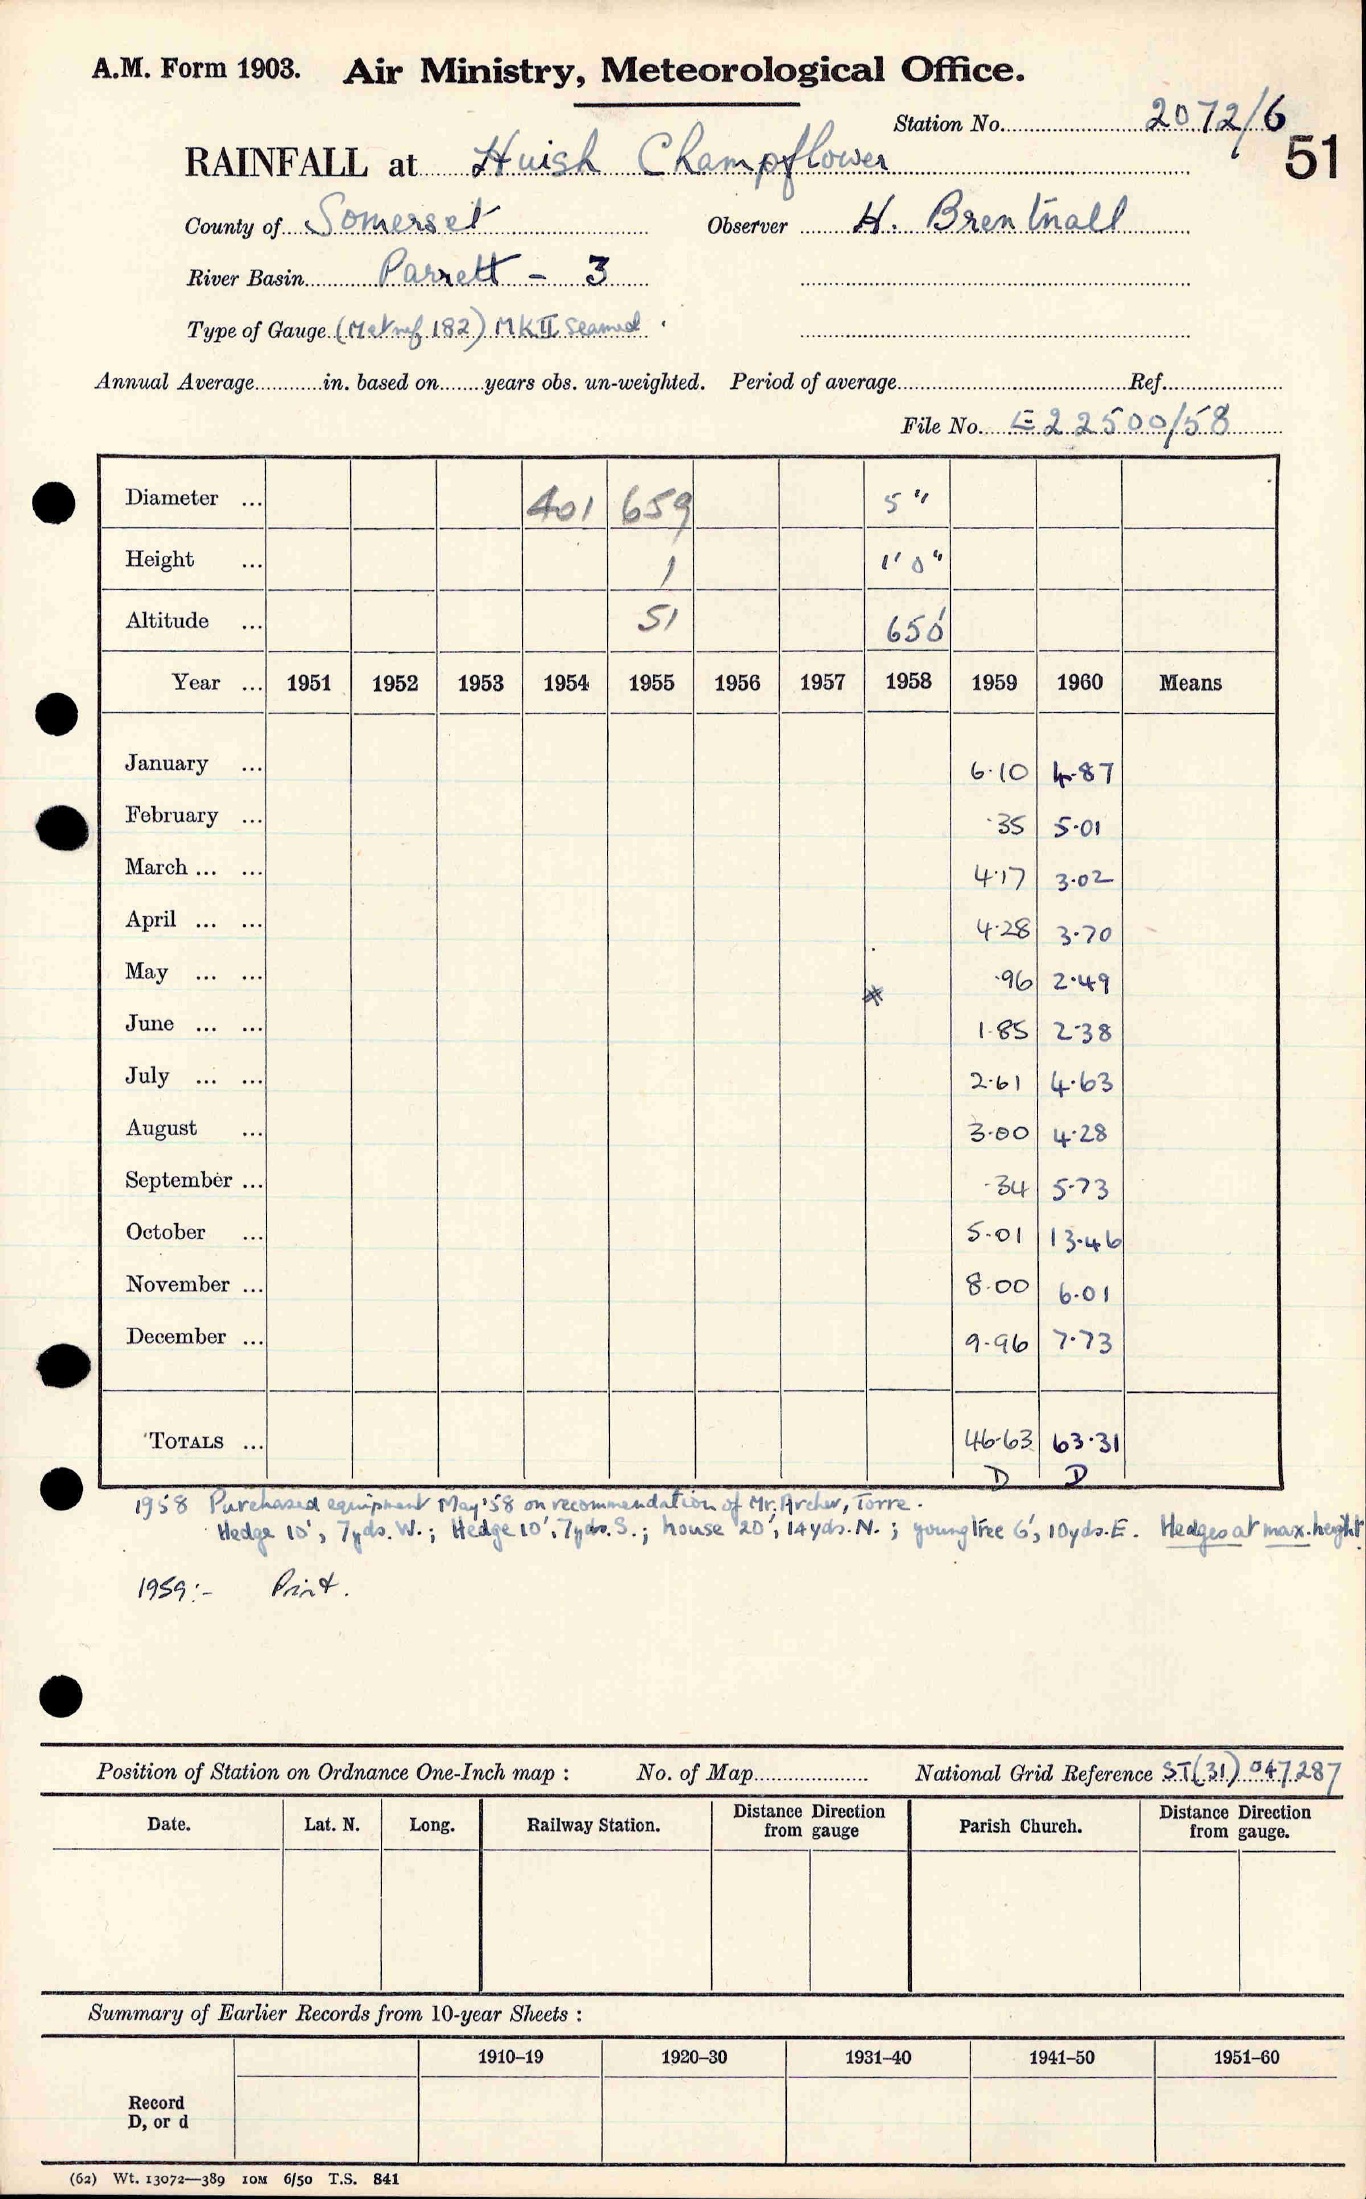 A.M. Form 1903. Air Ministry, Meteorological Office.
Station No. 2072/6
51
RAINFALL at Huish Champflower
County of Somerset Observer H. Brentnall
River Basin Parrett - 3
Type of Gauge (Met ref 182) MK II Seamed
Annual Average in. based on years obs. un-weighted. Period of average Ref.
File No. E22500/58
Diameter ... 401 659 5"
Height ... 1 1' 0"
Altitude ... 51 650'
Year ... 1951 1952 1953 1954 1955 1956 1957 1958 1959 1960 Means
January ... 6.10 4.87
February ... .35 5.01
March ... ... 4.17 3.02
April ... ... 4.28 3.70
May ... ... .96 2.49
June ... ... 1.85 2.38
July ... ... 2.61 4.63
August ... 3.00 4.28
September ... .34 5.73
October ... 5.01 13.46
November ... 8.00 6.01
December ... 9.96 7.73
TOTALS ... 46.63 63.31
D D
1958 Purchased equipment May '58 on recommendation of Mr. Archer, Torre.
Hedge 10', 7yds. W.; Hedge 10', 7yds. S.; house 20', 14yds. N.; young tree 6', 10yds. E. Hedges at max. height.
1959:- Print.
Position of Station on Ordnance One-Inch map : No. of Map National Grid Reference ST(31) 047287
Date. Lat. N. Long. Railway Station. Distance Direction from gauge Parish Church. Distance Direction from gauge.
Summary of Earlier Records from 10-year Sheets :
1910–19 1920–30 1931–40 1941–50 1951–60
Record
D, or d
(62) Wt. 13072—389 10M 6/50 T.S. 841